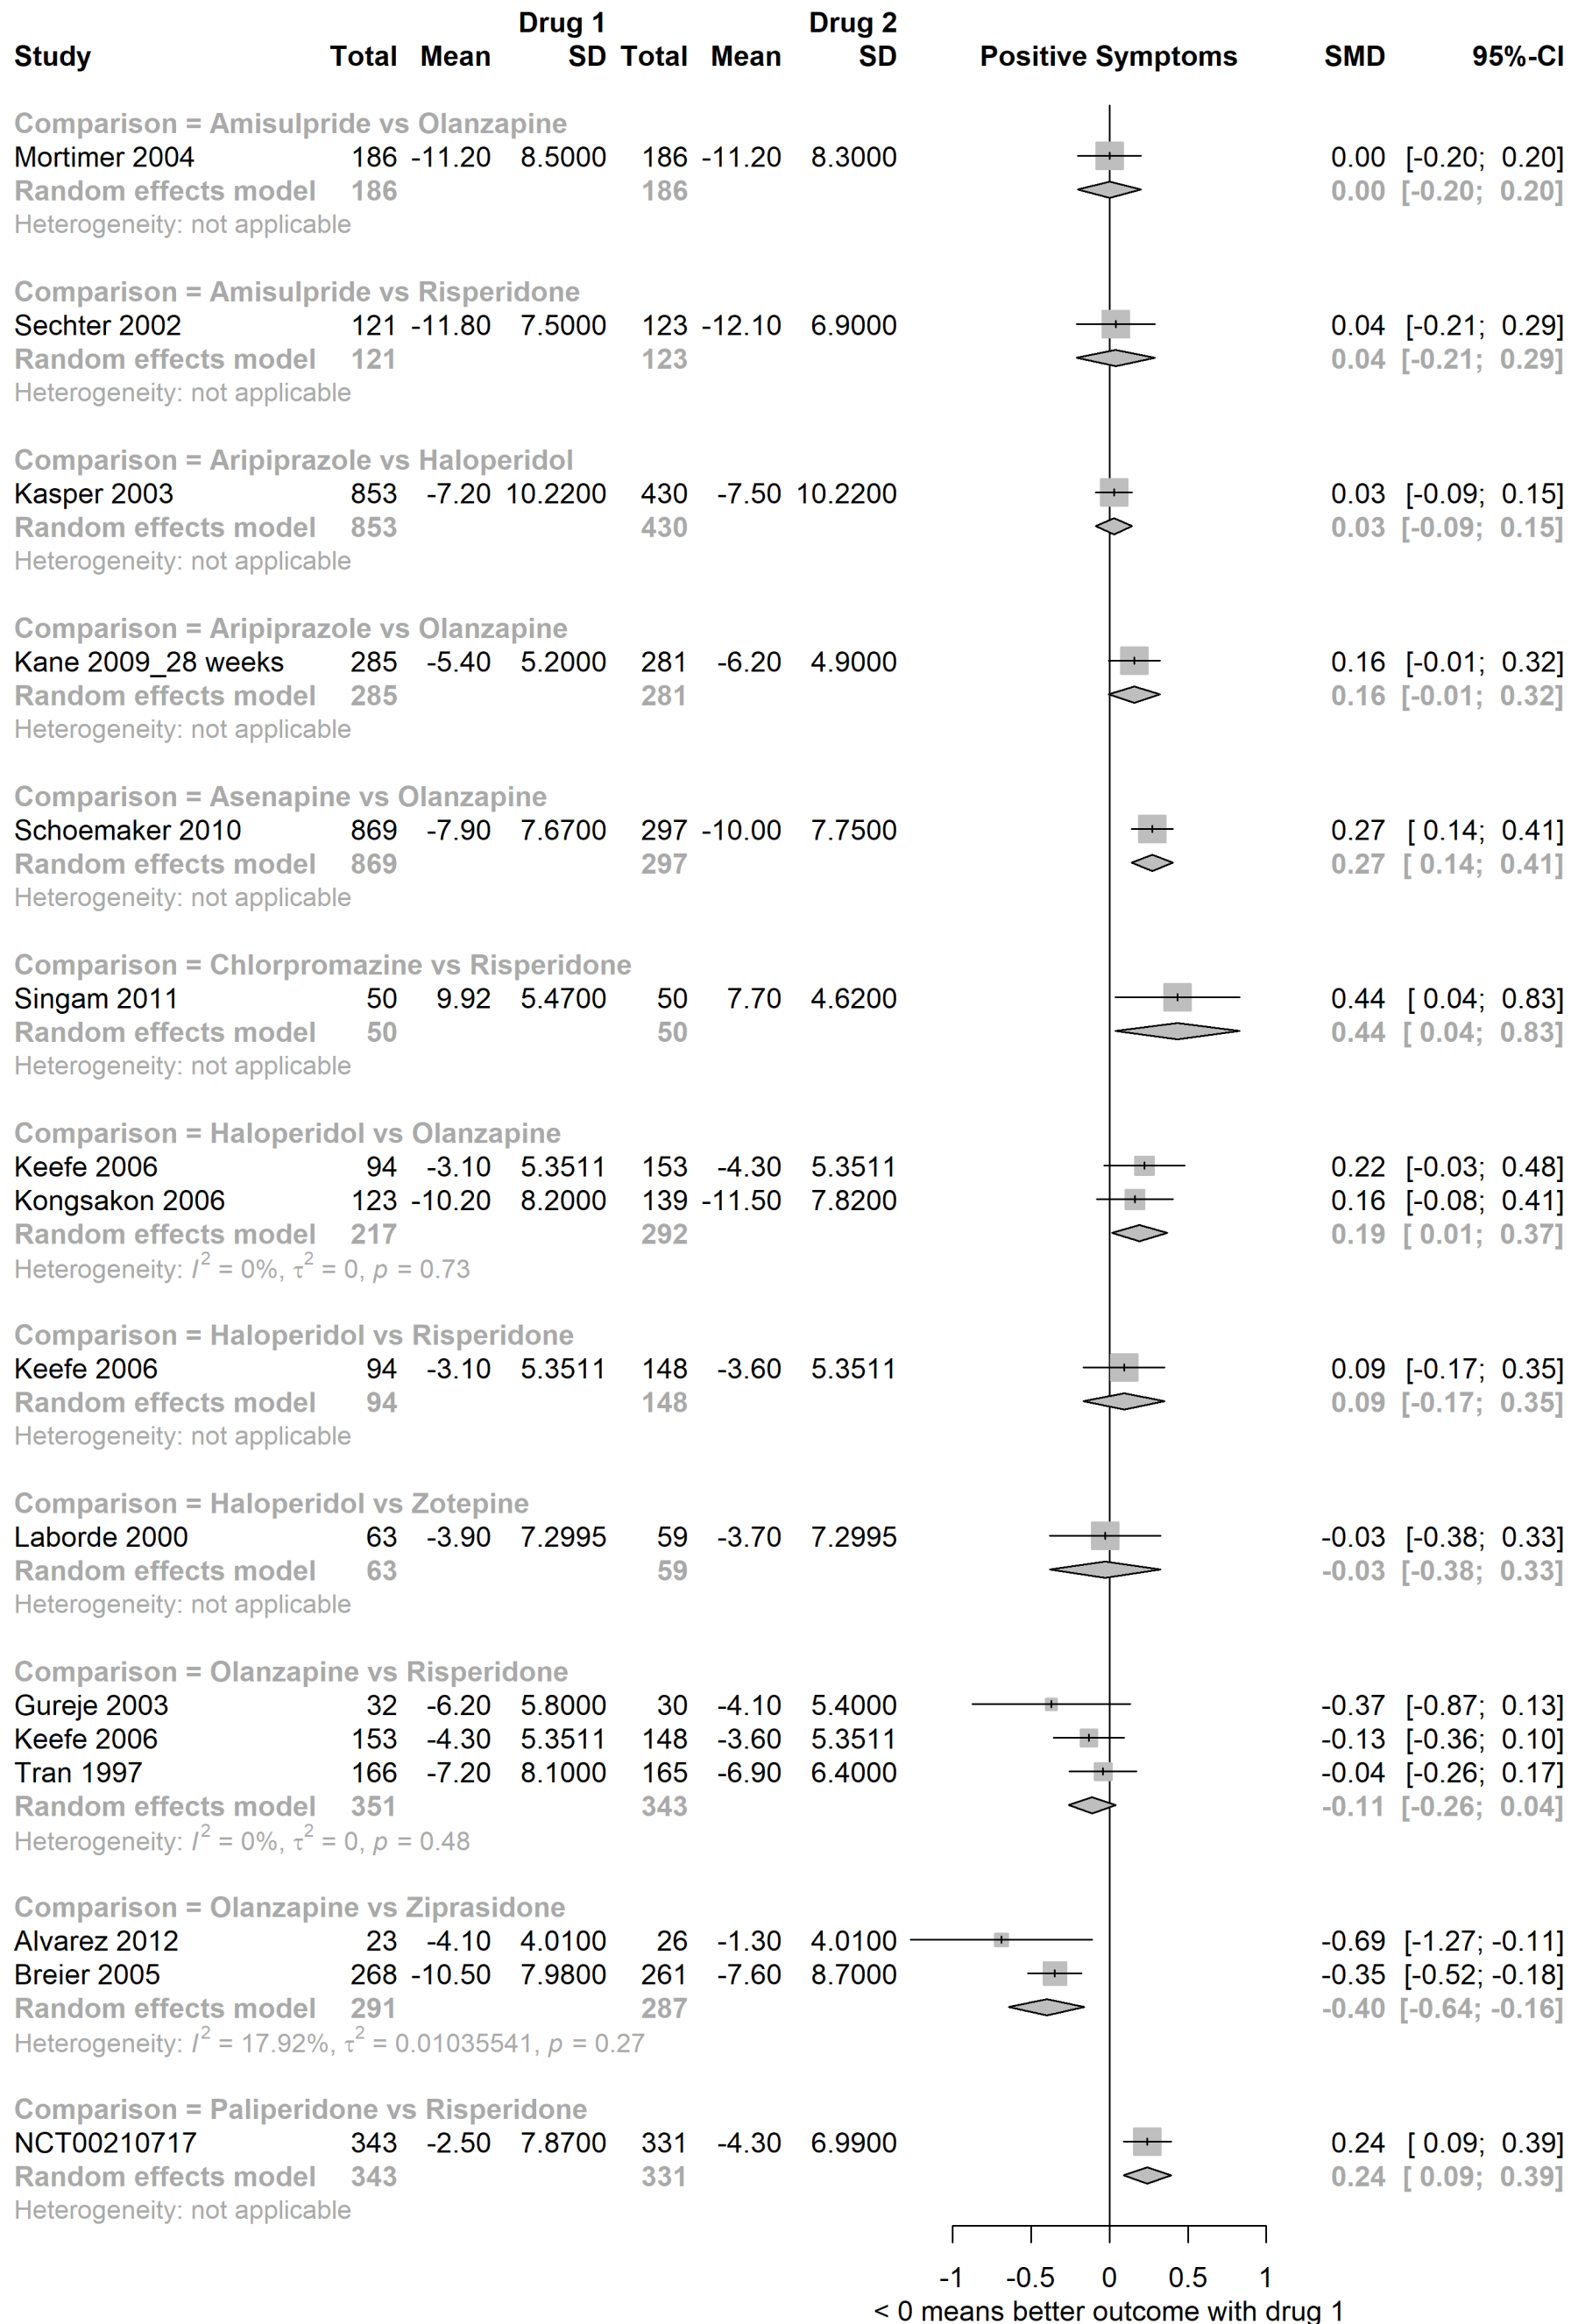 Drug 1 Drug 2
Study Total Mean SD Total Mean SD Positive Symptoms SMD 95%-CI
Comparison = Amisulpride vs Olanzapine
Mortimer 2004 186 -11.20 8.5000 186 -11.20 8.3000 0.00 [-0.20; 0.20]
Random effects model 186 186 0.00 [-0.20; 0.20]
Heterogeneity: not applicable
Comparison = Amisulpride vs Risperidone
Sechter 2002 121 -11.80 7.5000 123 -12.10 6.9000 0.04 [-0.21; 0.29]
Random effects model 121 123 0.04 [-0.21; 0.29]
Heterogeneity: not applicable
Comparison = Aripiprazole vs Haloperidol
Kasper 2003 853 -7.20 10.2200 430 -7.50 10.2200 0.03 [-0.09; 0.15]
Random effects model 853 430 0.03 [-0.09; 0.15]
Heterogeneity: not applicable
Comparison = Aripiprazole vs Olanzapine
Kane 2009_28 weeks 285 -5.40 5.2000 281 -6.20 4.9000 0.16 [-0.01; 0.32]
Random effects model 285 281 0.16 [-0.01; 0.32]
Heterogeneity: not applicable
Comparison = Asenapine vs Olanzapine
Schoemaker 2010 869 -7.90 7.6700 297 -10.00 7.7500 0.27 [ 0.14; 0.41]
Random effects model 869 297 0.27 [ 0.14; 0.41]
Heterogeneity: not applicable
Comparison = Chlorpromazine vs Risperidone
Singam 2011 50 9.92 5.4700 50 7.70 4.6200 0.44 [ 0.04; 0.83]
Random effects model 50 50 0.44 [ 0.04; 0.83]
Heterogeneity: not applicable
Comparison = Haloperidol vs Olanzapine
Keefe 2006 94 -3.10 5.3511 153 -4.30 5.3511 0.22 [-0.03; 0.48]
Kongsakon 2006 123 -10.20 8.2000 139 -11.50 7.8200 0.16 [-0.08; 0.41]
Random effects model 217 292 0.19 [ 0.01; 0.37]
Heterogeneity: I² = 0%, τ² = 0, p = 0.73
Comparison = Haloperidol vs Risperidone
Keefe 2006 94 -3.10 5.3511 148 -3.60 5.3511 0.09 [-0.17; 0.35]
Random effects model 94 148 0.09 [-0.17; 0.35]
Heterogeneity: not applicable
Comparison = Haloperidol vs Zotepine
Laborde 2000 63 -3.90 7.2995 59 -3.70 7.2995 -0.03 [-0.38; 0.33]
Random effects model 63 59 -0.03 [-0.38; 0.33]
Heterogeneity: not applicable
Comparison = Olanzapine vs Risperidone
Gureje 2003 32 -6.20 5.8000 30 -4.10 5.4000 -0.37 [-0.87; 0.13]
Keefe 2006 153 -4.30 5.3511 148 -3.60 5.3511 -0.13 [-0.36; 0.10]
Tran 1997 166 -7.20 8.1000 165 -6.90 6.4000 -0.04 [-0.26; 0.17]
Random effects model 351 343 -0.11 [-0.26; 0.04]
Heterogeneity: I² = 0%, τ² = 0, p = 0.48
Comparison = Olanzapine vs Ziprasidone
Alvarez 2012 23 -4.10 4.0100 26 -1.30 4.0100 -0.69 [-1.27; -0.11]
Breier 2005 268 -10.50 7.9800 261 -7.60 8.7000 -0.35 [-0.52; -0.18]
Random effects model 291 287 -0.40 [-0.64; -0.16]
Heterogeneity: I² = 17.92%, τ² = 0.01035541, p = 0.27
Comparison = Paliperidone vs Risperidone
NCT00210717 343 -2.50 7.8700 331 -4.30 6.9900 0.24 [ 0.09; 0.39]
Random effects model 343 331 0.24 [ 0.09; 0.39]
Heterogeneity: not applicable
-1 -0.5 0 0.5 1
< 0 means better outcome with drug 1